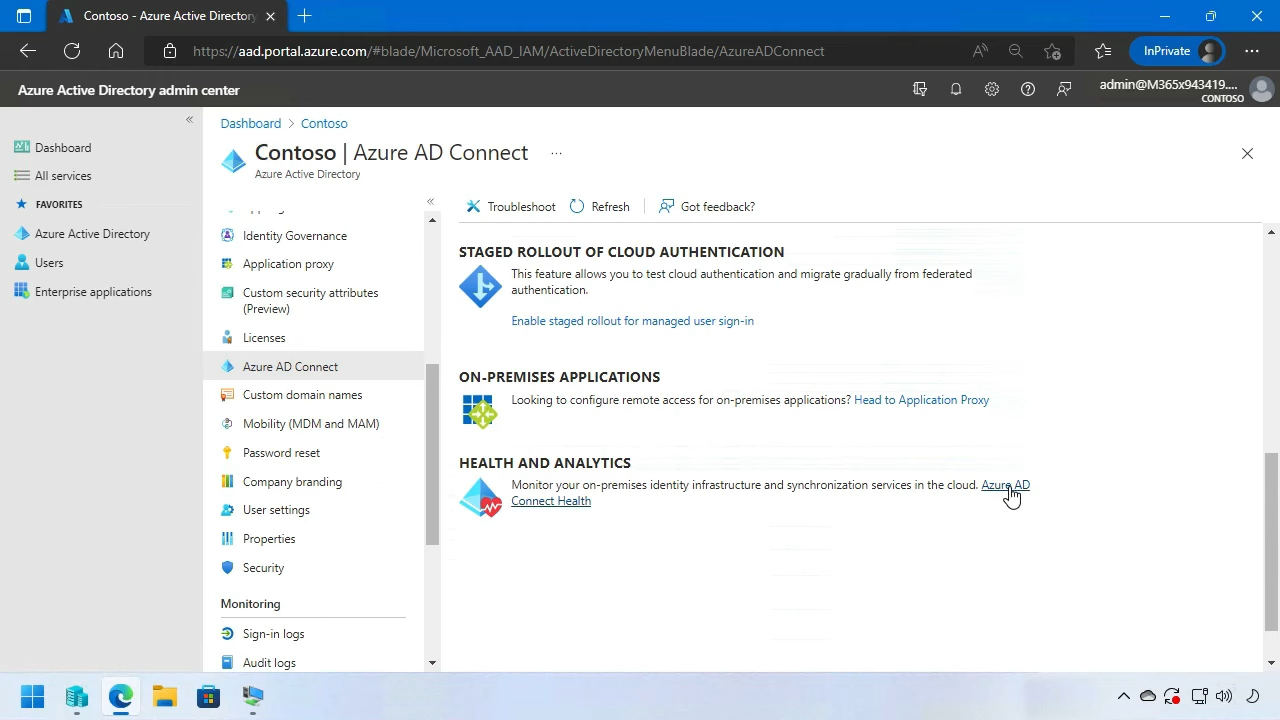 Contoso - Azure Active Directory
https://aad.portal.azure.com/#blade/Microsoft_AAD_IAM/ActiveDirectoryMenuBlade/AzureADConnect
InPrivate
Azure Active Directory admin center
admin@M365x943419....
CONTOSO
Dashboard
All services
FAVORITES
Azure Active Directory
Users
Enterprise applications
Dashboard > Contoso
Contoso | Azure AD Connect ...
Azure Active Directory
Identity Governance
Application proxy
Custom security attributes
(Preview)
Licenses
Azure AD Connect
Custom domain names
Mobility (MDM and MAM)
Password reset
Company branding
User settings
Properties
Security
Monitoring
Sign-in logs
Audit logs
Troubleshoot Refresh Got feedback?
STAGED ROLLOUT OF CLOUD AUTHENTICATION
This feature allows you to test cloud authentication and migrate gradually from federated
authentication.
Enable staged rollout for managed user sign-in
ON-PREMISES APPLICATIONS
Looking to configure remote access for on-premises applications? Head to Application Proxy
HEALTH AND ANALYTICS
Monitor your on-premises identity infrastructure and synchronization services in the cloud. Azure AD
Connect Health